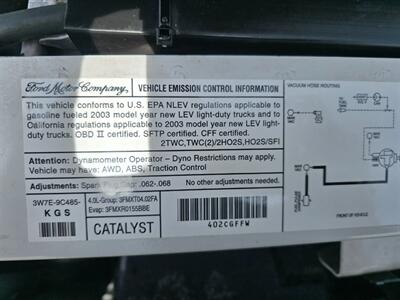 Ford Motor Company,
VEHICLE EMISSION CONTROL INFORMATION
This vehicle conforms to U.S. EPA NLEV regulations applicable to
gasoline fueled 2003 model year new LEV light-duty trucks and to
California regulations applicable to 2003 model year new LEV light-
duty trucks. OBD II certified. SFTP certified. CFF certified.
2TWC,TWC(2)/2HO2S,HO2S/SFI
Attention: Dynamometer Operator - Dyno Restrictions may apply.
May have: AWD, ABS, Traction Control
Adjustments: Spark Gap: .062-.068 No other adjustments needed.
3W7E-9C485-
KGS
4.0L-Group: 3FMXT04.02FA
Evap: 3FMXR0155BBE
CATALYST
402CGFFW
VACUUM HOSE ROUTING
FRONT OF VEHICLE